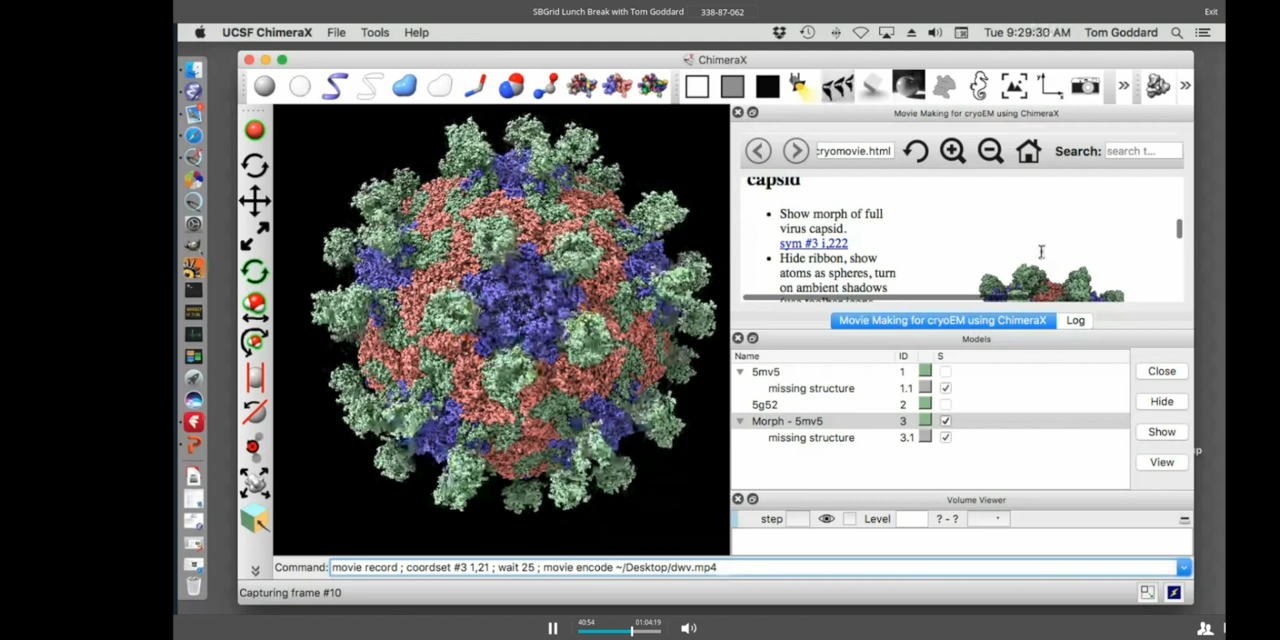 SBGrid Lunch Break with Tom Goddard 338-87-062 Exit
UCSF ChimeraX File Tools Help Tue 9:29:30 AM Tom Goddard
ChimeraX
Movie Making for cryoEM using ChimeraX
:cryomovie.html Search: search t...
capsid
• Show morph of full
virus capsid.
sym #3 i,222
• Hide ribbon, show
atoms as spheres, turn
on ambient shadows
Movie Making for cryoEM using ChimeraX Log
Models
Name ID S
5mv5 1 Close
missing structure 1.1
5g52 2 Hide
Morph - 5mv5 3
missing structure 3.1 Show
View
Volume Viewer
step Level ? - ?
Command: movie record ; coordset #3 1,21 ; wait 25 ; movie encode ~/Desktop/dwv.mp4
Capturing frame #10
40:54 01:04:19